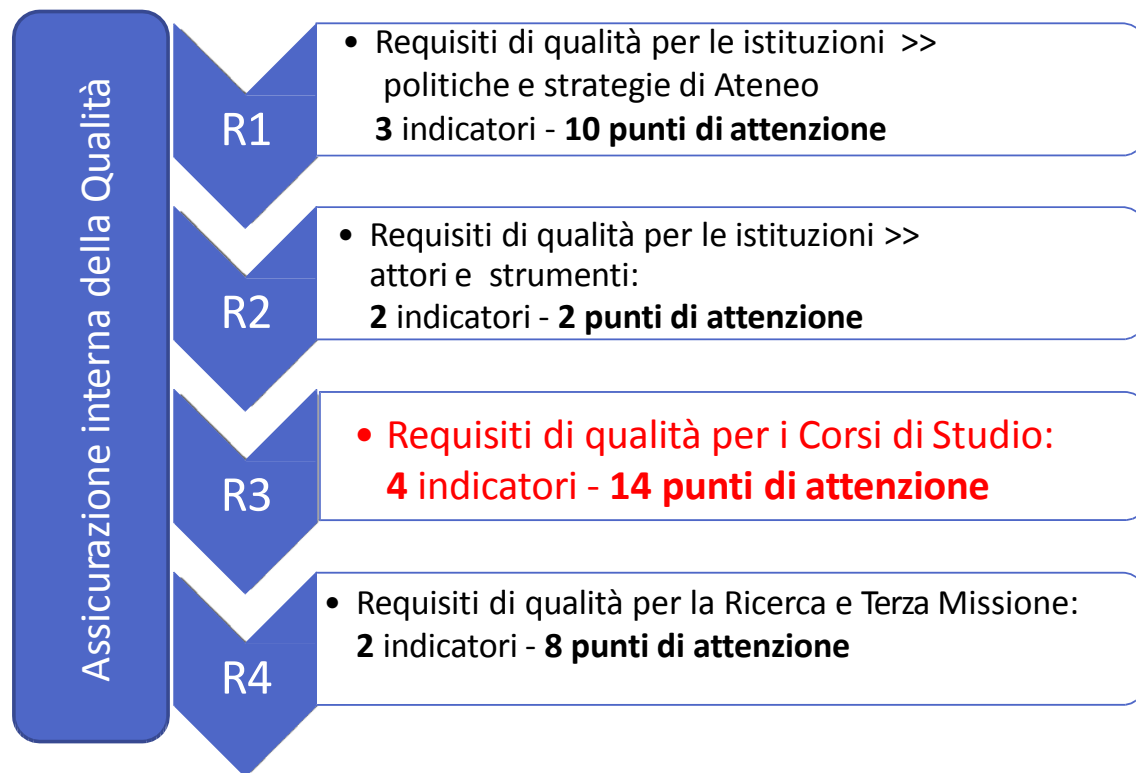 Assicurazione interna della Qualità
R1
• Requisiti di qualità per le istituzioni >>
politiche e strategie di Ateneo
3 indicatori - 10 punti di attenzione
R2
• Requisiti di qualità per le istituzioni >>
attori e strumenti:
2 indicatori - 2 punti di attenzione
R3
• Requisiti di qualità per i Corsi di Studio:
4 indicatori - 14 punti di attenzione
R4
• Requisiti di qualità per la Ricerca e Terza Missione:
2 indicatori - 8 punti di attenzione